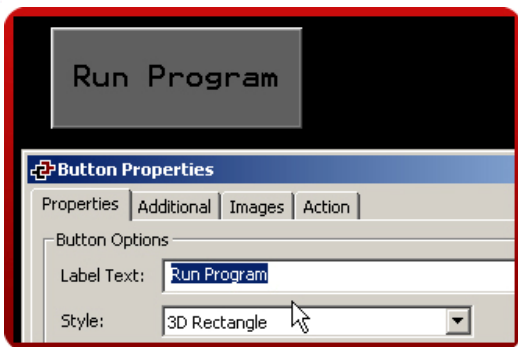 Run Program
Button Properties
Properties Additional Images Action
Button Options
Label Text: Run Program
Style: 3D Rectangle